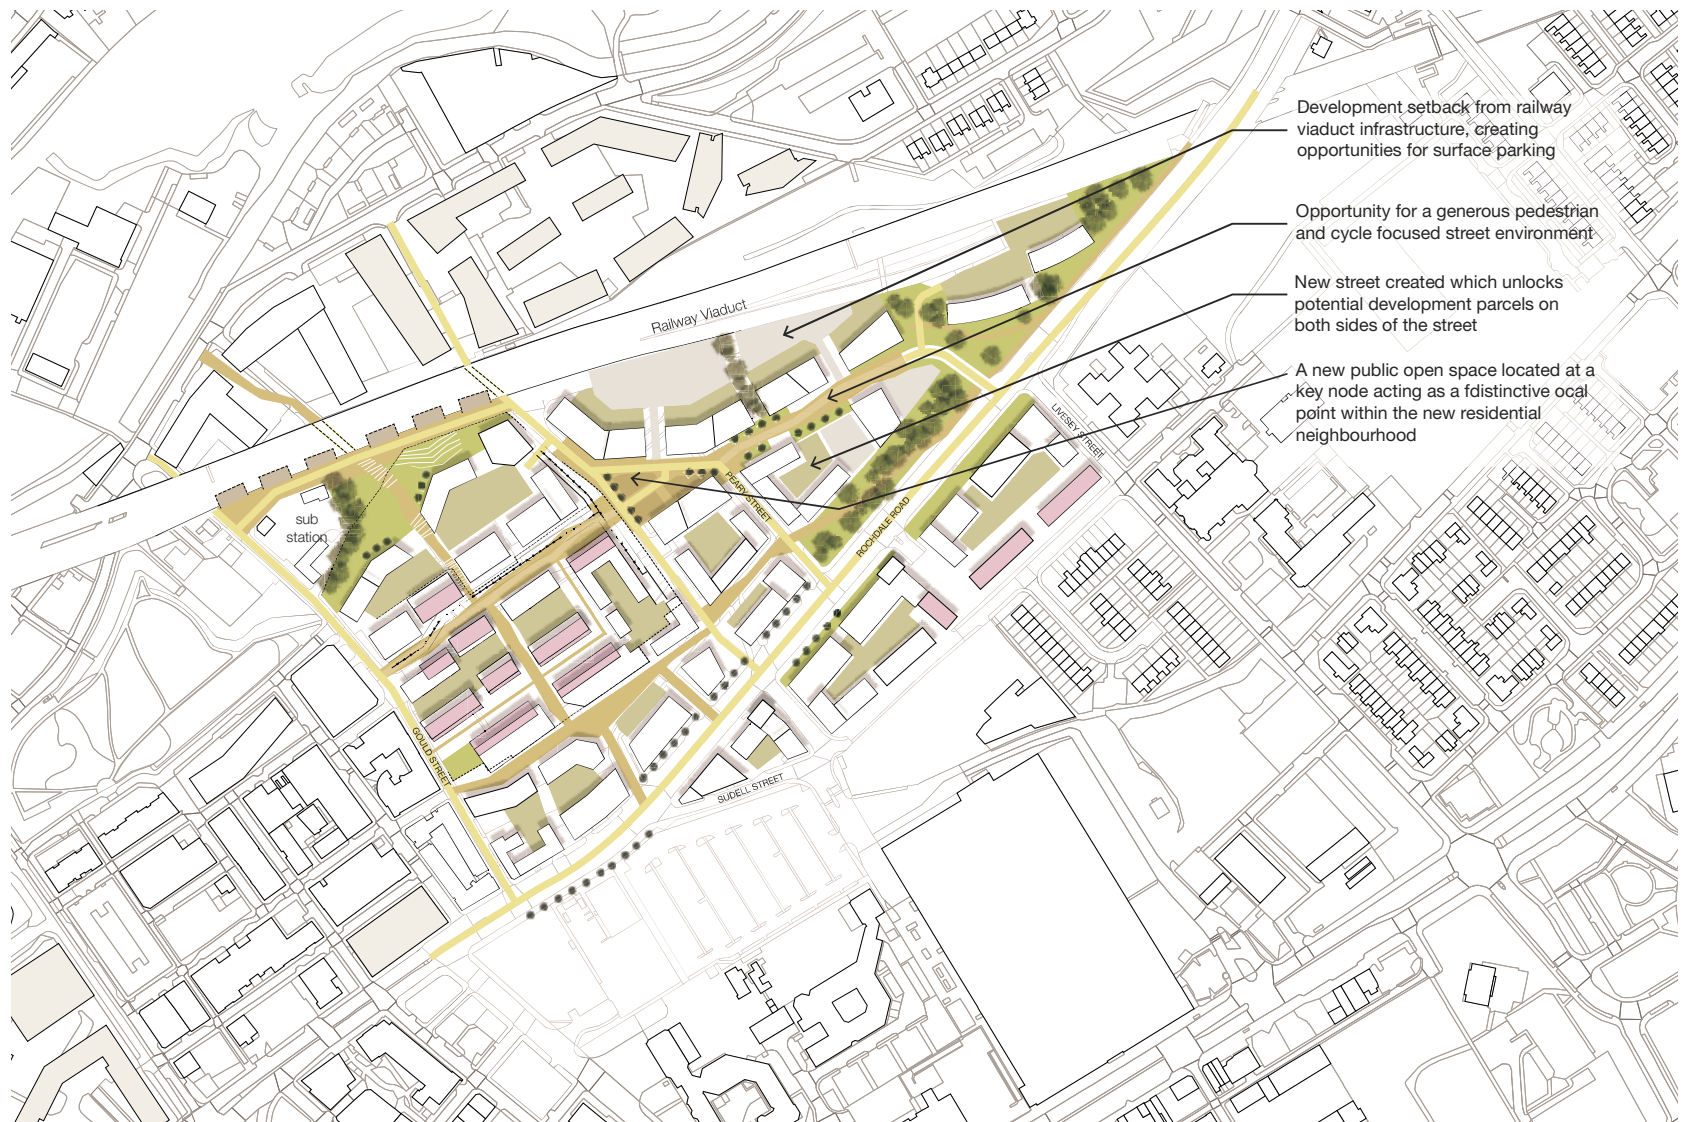 Development setback from railway
viaduct infrastructure, creating
opportunities for surface parking
Opportunity for a generous pedestrian
and cycle focused street environment
New street created which unlocks
potential development parcels on
both sides of the street
A new public open space located at a
key node acting as a fdistinctive ocal
point within the new residential
neighbourhood
Railway Viaduct
LIVESEY STREET
PEARY STREET
ROCHDALE ROAD
sub
station
GOULD STREET
SUDELL STREET